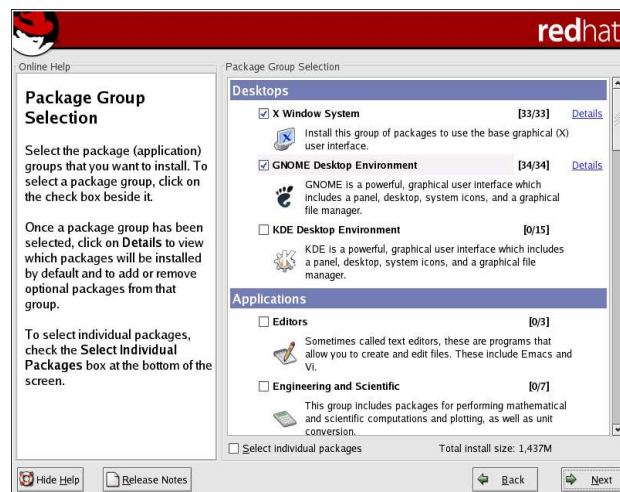 redhat
Online Help
Package Group
Selection
Select the package (application)
groups that you want to install. To
select a package group, click on
the check box beside it.
Once a package group has been
selected, click on Details to view
which packages will be installed
by default and to add or remove
optional packages from that
group.
To select individual packages,
check the Select Individual
Packages box at the bottom of the
screen.
Package Group Selection
Desktops
X Window System [33/33] Details
Install this group of packages to use the base graphical (X)
user interface.
GNOME Desktop Environment [34/34] Details
GNOME is a powerful, graphical user interface which
includes a panel, desktop, system icons, and a graphical
file manager.
KDE Desktop Environment [0/15]
KDE is a powerful, graphical user interface which includes
a panel, desktop, system icons, and a graphical file
manager.
Applications
Editors [0/3]
Sometimes called text editors, these are programs that
allow you to create and edit files. These include Emacs and
Vi.
Engineering and Scientific [0/7]
This group includes packages for performing mathematical
and scientific computations and plotting, as well as unit
conversion.
Select individual packages Total install size: 1,437M
Hide Help Release Notes Back Next